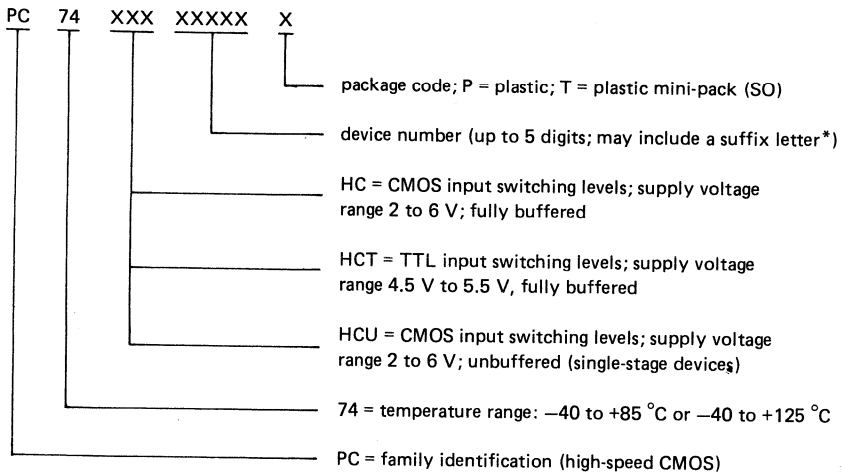 PC 74 XXX XXXXX X
package code; P = plastic; T = plastic mini-pack (SO)
device number (up to 5 digits; may include a suffix letter*)
HC = CMOS input switching levels; supply voltage
range 2 to 6 V; fully buffered
HCT = TTL input switching levels; supply voltage
range 4.5 V to 5.5 V, fully buffered
HCU = CMOS input switching levels; supply voltage
range 2 to 6 V; unbuffered (single-stage devices)
74 = temperature range: –40 to +85 °C or –40 to +125 °C
PC = family identification (high-speed CMOS)